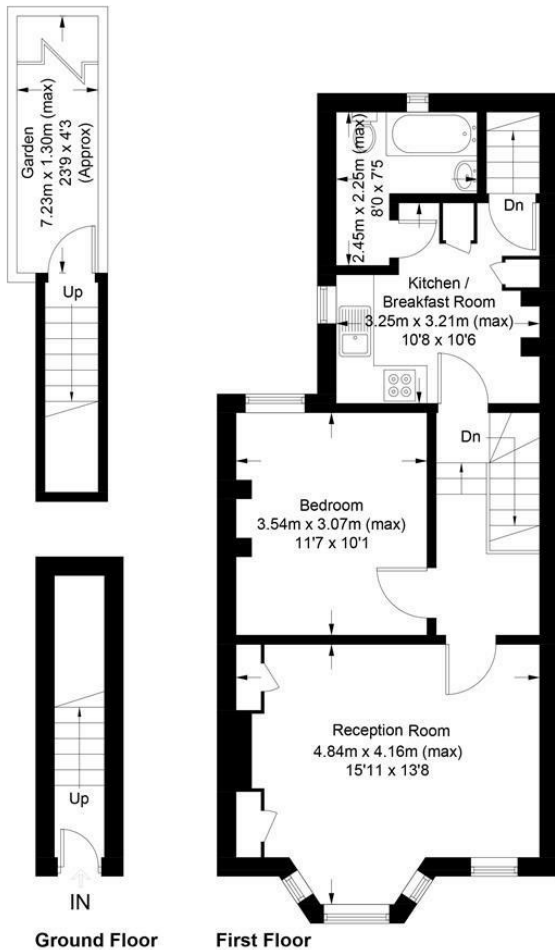 Garden
7.23m x 1.30m (max)
23'9 x 4'3
(Approx)
Up
Up
IN
Ground Floor
2.45m x 2.25m (max)
8'0 x 7'5
Dn
Kitchen /
Breakfast Room
3.25m x 3.21m (max)
10'8 x 10'6
Dn
Bedroom
3.54m x 3.07m (max)
11'7 x 10'1
Reception Room
4.84m x 4.16m (max)
15'11 x 13'8
First Floor